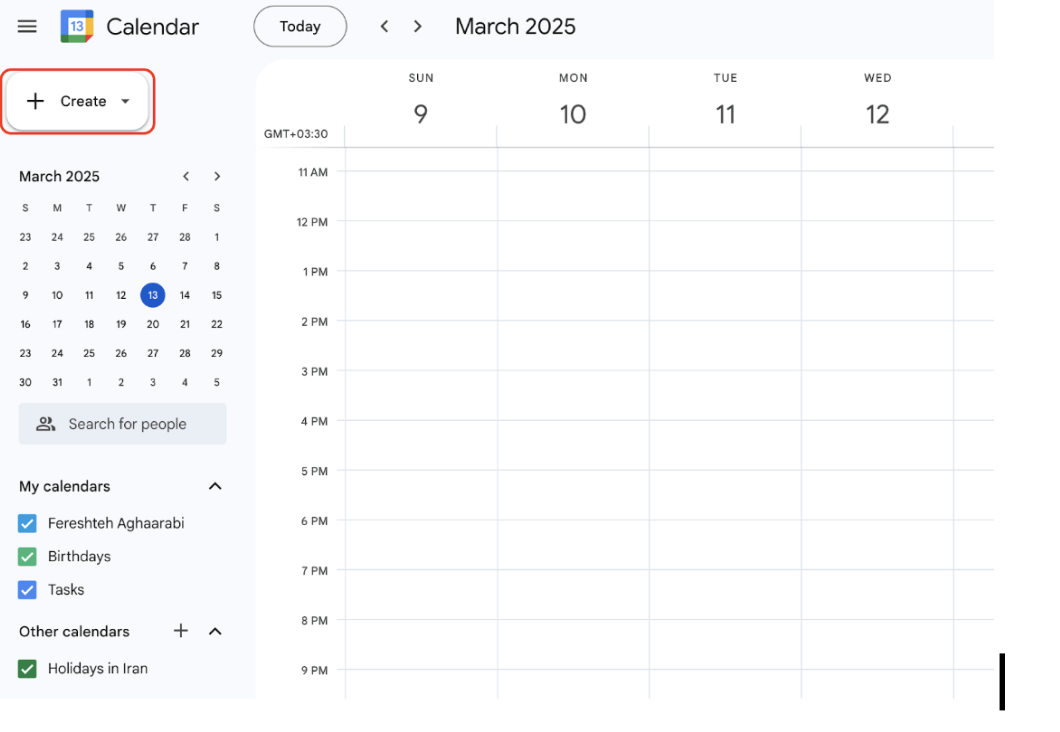 13 Calendar Today March 2025
Create
SUN MON TUE WED
9 10 11 12
GMT+03:30
11 AM
12 PM
1 PM
2 PM
3 PM
4 PM
5 PM
6 PM
7 PM
8 PM
9 PM
March 2025
S M T W T F S
23 24 25 26 27 28 1
2 3 4 5 6 7 8
9 10 11 12 13 14 15
16 17 18 19 20 21 22
23 24 25 26 27 28 29
30 31 1 2 3 4 5
Search for people
My calendars
Fereshteh Aghaarabi
Birthdays
Tasks
Other calendars
Holidays in Iran